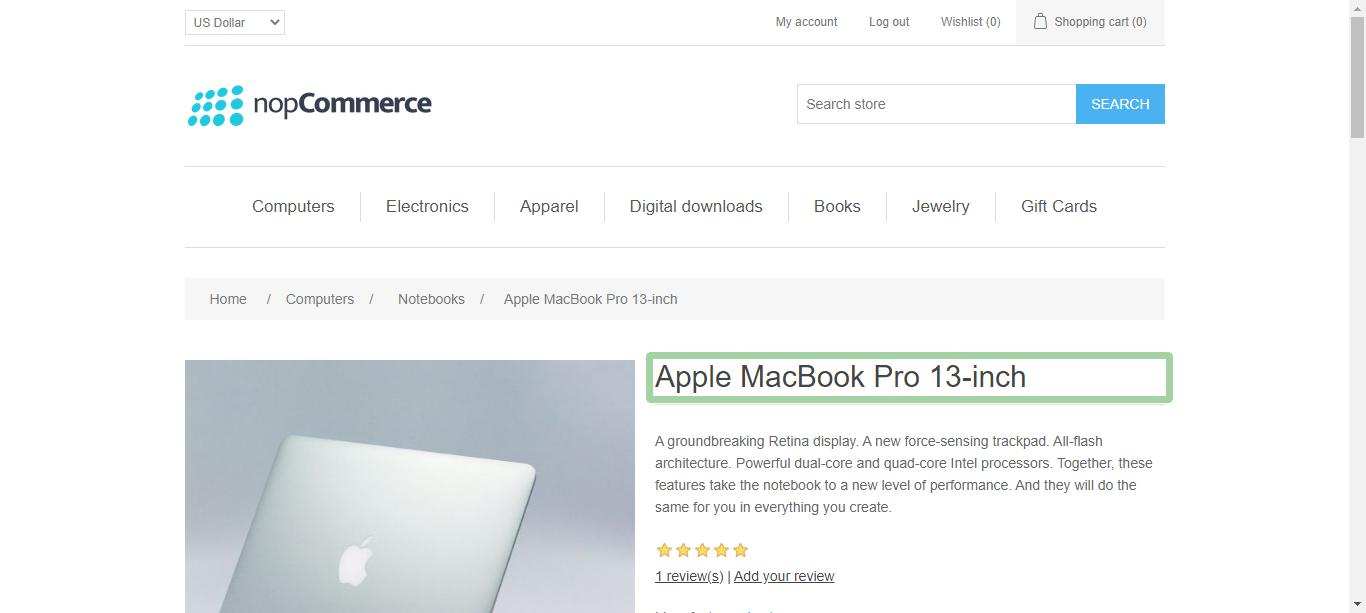 US Dollar
My account
Log out
Wishlist (0)
Shopping cart (0)
nopCommerce
Search store
SEARCH
Computers
Electronics
Apparel
Digital downloads
Books
Jewelry
Gift Cards
Home / Computers / Notebooks / Apple MacBook Pro 13-inch
Apple MacBook Pro 13-inch
A groundbreaking Retina display. A new force-sensing trackpad. All-flash
architecture. Powerful dual-core and quad-core Intel processors. Together, these
features take the notebook to a new level of performance. And they will do the
same for you in everything you create.
1 review(s) | Add your review